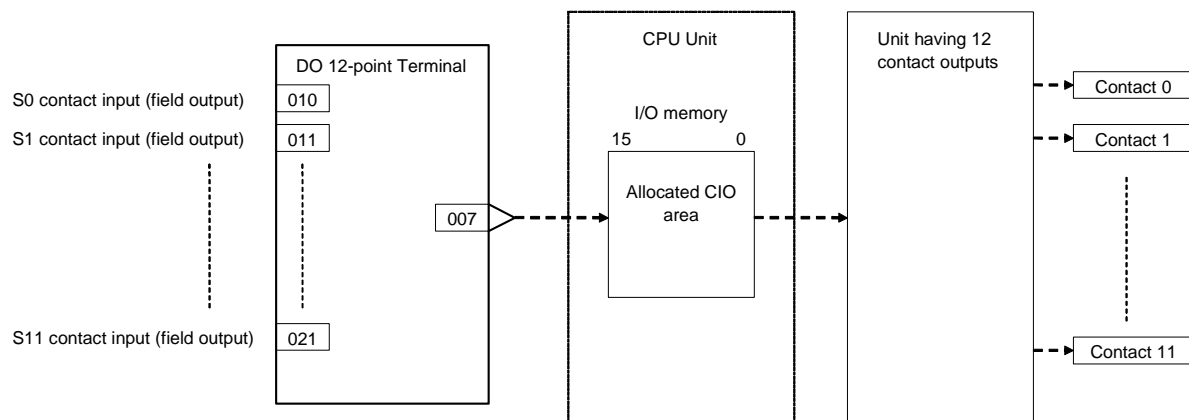 DO 12-point Terminal
S0 contact input (field output)
010
S1 contact input (field output)
011
007
S11 contact input (field output)
021
CPU Unit
I/O memory
15 0
Allocated CIO
area
Unit having 12
contact outputs
Contact 0
Contact 1
Contact 11